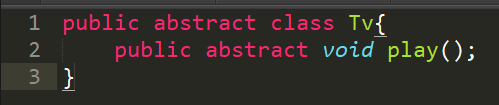 1 public abstract class Tv{
2     public abstract void play();
3 }